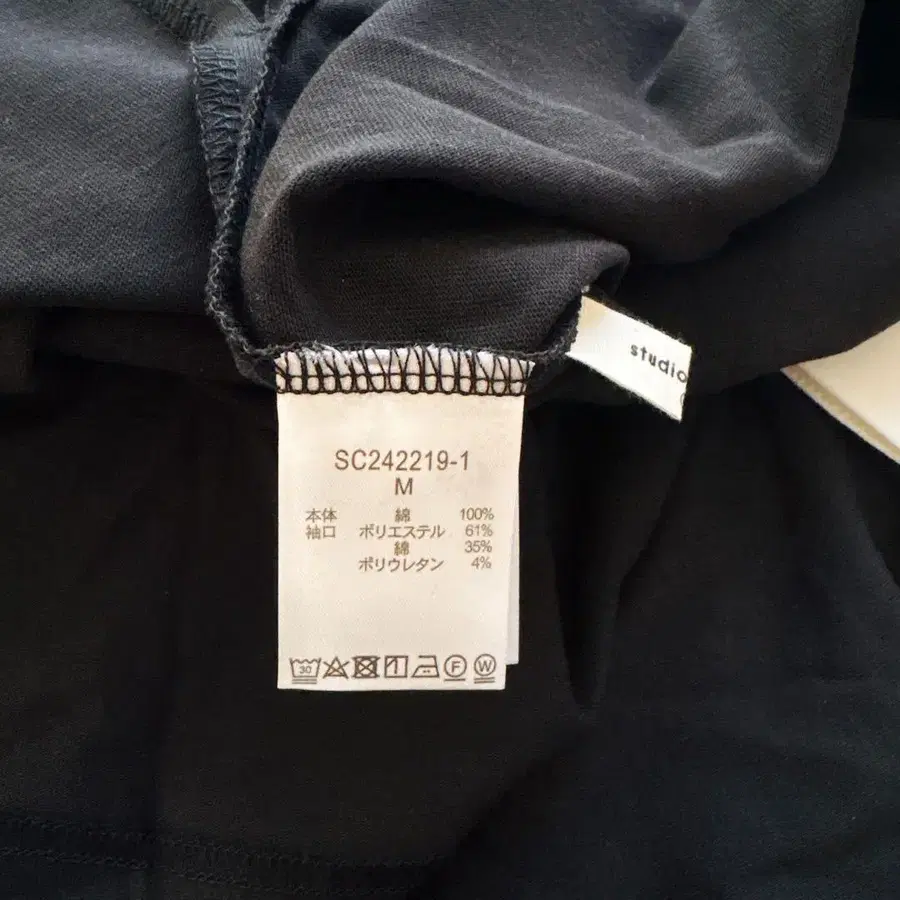 studio
SC242219-1
M
本体 綿 100%
袖口 ポリエステル 61%
綿 35%
ポリウレタン 4%
30
F W